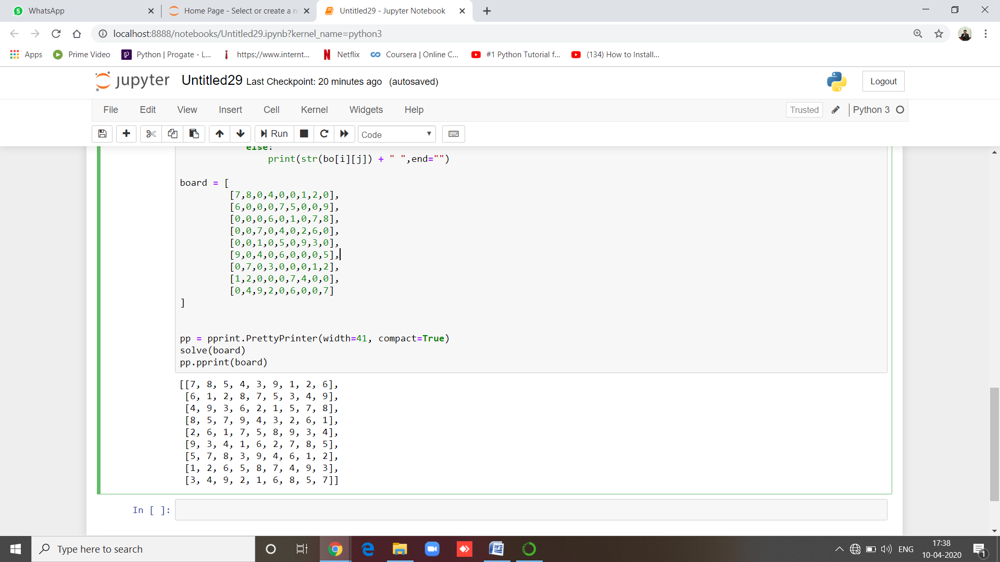 WhatsApp
Home Page - Select or create a n
Untitled29 - Jupyter Notebook
localhost:8888/notebooks/Untitled29.ipynb?kernel_name=python3
Apps
Prime Video
Python | Progate - L...
https://www.internt...
Netflix
Coursera | Online C...
#1 Python Tutorial f...
(134) How to Install...
jupyter
Untitled29 Last Checkpoint: 20 minutes ago (autosaved)
Logout
File Edit View Insert Cell Kernel Widgets Help
Trusted
Python 3
Run
Code
else:
print(str(bo[i][j]) + " ",end="")
board = [
[7,8,0,4,0,0,1,2,0],
[6,0,0,0,7,5,0,0,9],
[0,0,0,6,0,1,0,7,8],
[0,0,7,0,4,0,2,6,0],
[0,0,1,0,5,0,9,3,0],
[9,0,4,0,6,0,0,0,5],
[0,7,0,3,0,0,0,1,2],
[1,2,0,0,0,7,4,0,0],
[0,4,9,2,0,6,0,0,7]
]
pp = pprint.PrettyPrinter(width=41, compact=True)
solve(board)
pp.pprint(board)
[[7, 8, 5, 4, 3, 9, 1, 2, 6],
[6, 1, 2, 8, 7, 5, 3, 4, 9],
[4, 9, 3, 6, 2, 1, 5, 7, 8],
[8, 5, 7, 9, 4, 3, 2, 6, 1],
[2, 6, 1, 7, 5, 8, 9, 3, 4],
[9, 3, 4, 1, 6, 2, 7, 8, 5],
[5, 7, 8, 3, 9, 4, 6, 1, 2],
[1, 2, 6, 5, 8, 7, 4, 9, 3],
[3, 4, 9, 2, 1, 6, 8, 5, 7]]
In [ ]:
Type here to search
ENG
17:38
10-04-2020
1